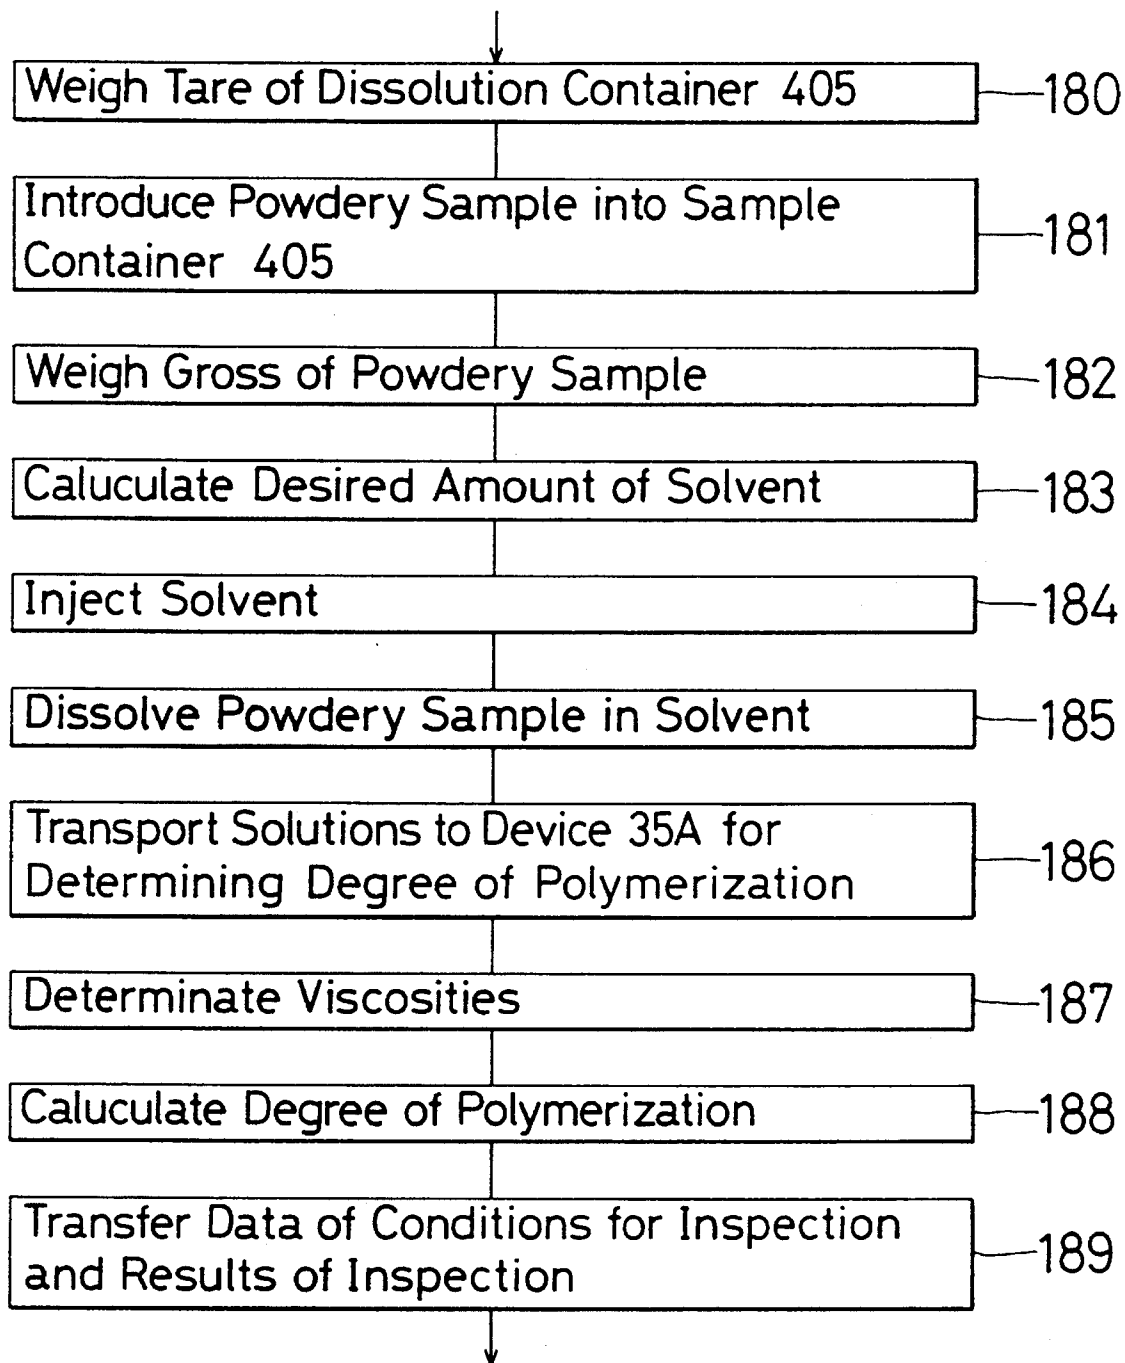 Weigh Tare of Dissolution Container 405
180
Introduce Powdery Sample into Sample
Container 405
181
Weigh Gross of Powdery Sample
182
Caluculate Desired Amount of Solvent
183
Inject Solvent
184
Dissolve Powdery Sample in Solvent
185
Transport Solutions to Device 35A for
Determining Degree of Polymerization
186
Determinate Viscosities
187
Caluculate Degree of Polymerization
188
Transfer Data of Conditions for Inspection
and Results of Inspection
189